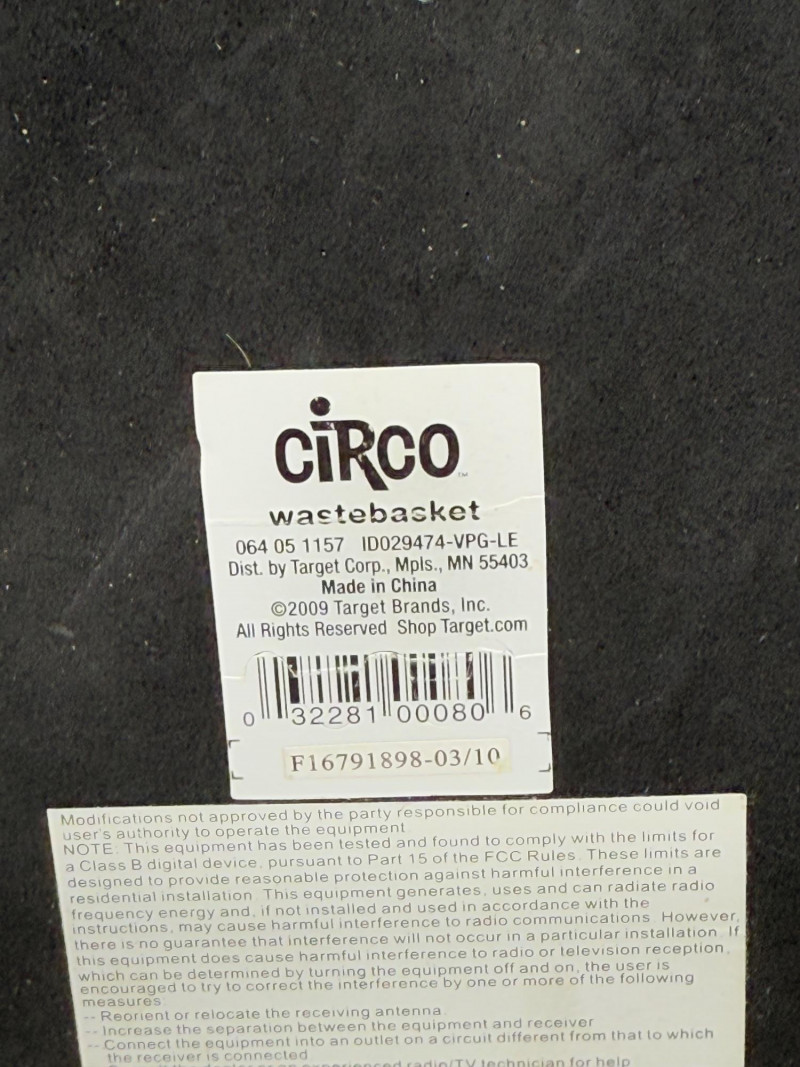 CiRCO™
wastebasket
064 05 1157 ID029474-VPG-LE
Dist. by Target Corp., Mpls., MN 55403
Made in China
©2009 Target Brands, Inc.
All Rights Reserved Shop Target.com
0 32281 00080 6
F16791898-03/10
Modifications not approved by the party responsible for compliance could void
user's authority to operate the equipment
NOTE: This equipment has been tested and found to comply with the limits for
a Class B digital device, pursuant to Part 15 of the FCC Rules. These limits are
designed to provide reasonable protection against harmful interference in a
residential installation. This equipment generates, uses and can radiate radio
frequency energy and, if not installed and used in accordance with the
instructions, may cause harmful interference to radio communications. However,
there is no guarantee that interference will not occur in a particular installation. If
this equipment does cause harmful interference to radio or television reception,
which can be determined by turning the equipment off and on, the user is
encouraged to try to correct the interference by one or more of the following
measures:
-- Reorient or relocate the receiving antenna.
-- Increase the separation between the equipment and receiver
-- Connect the equipment into an outlet on a circuit different from that to which
the receiver is connected
radio/TV technician for help